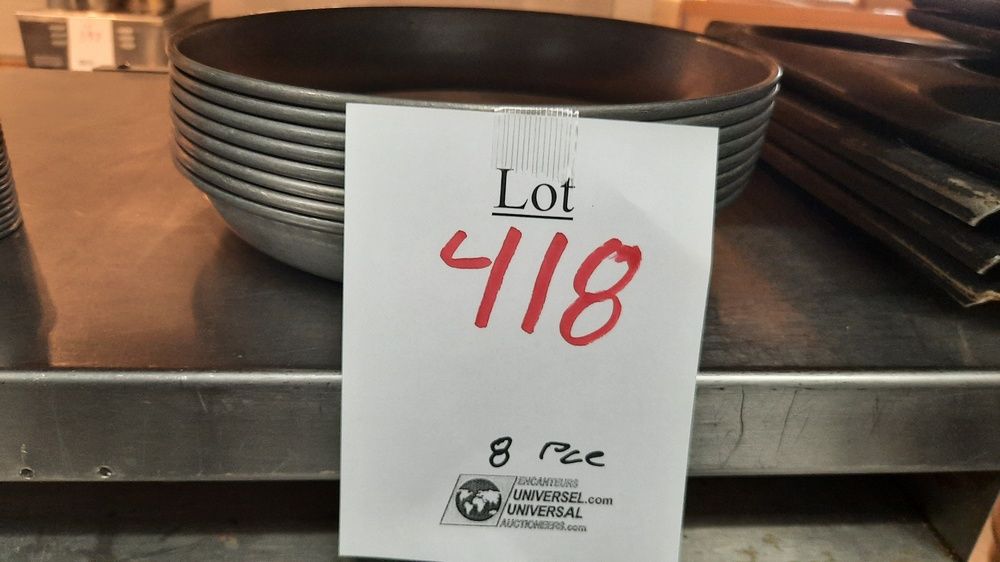 Lot
418
8 Pce
ENCANTEURS
UNIVERSEL.com
UNIVERSAL
AUCTIONEERS.com